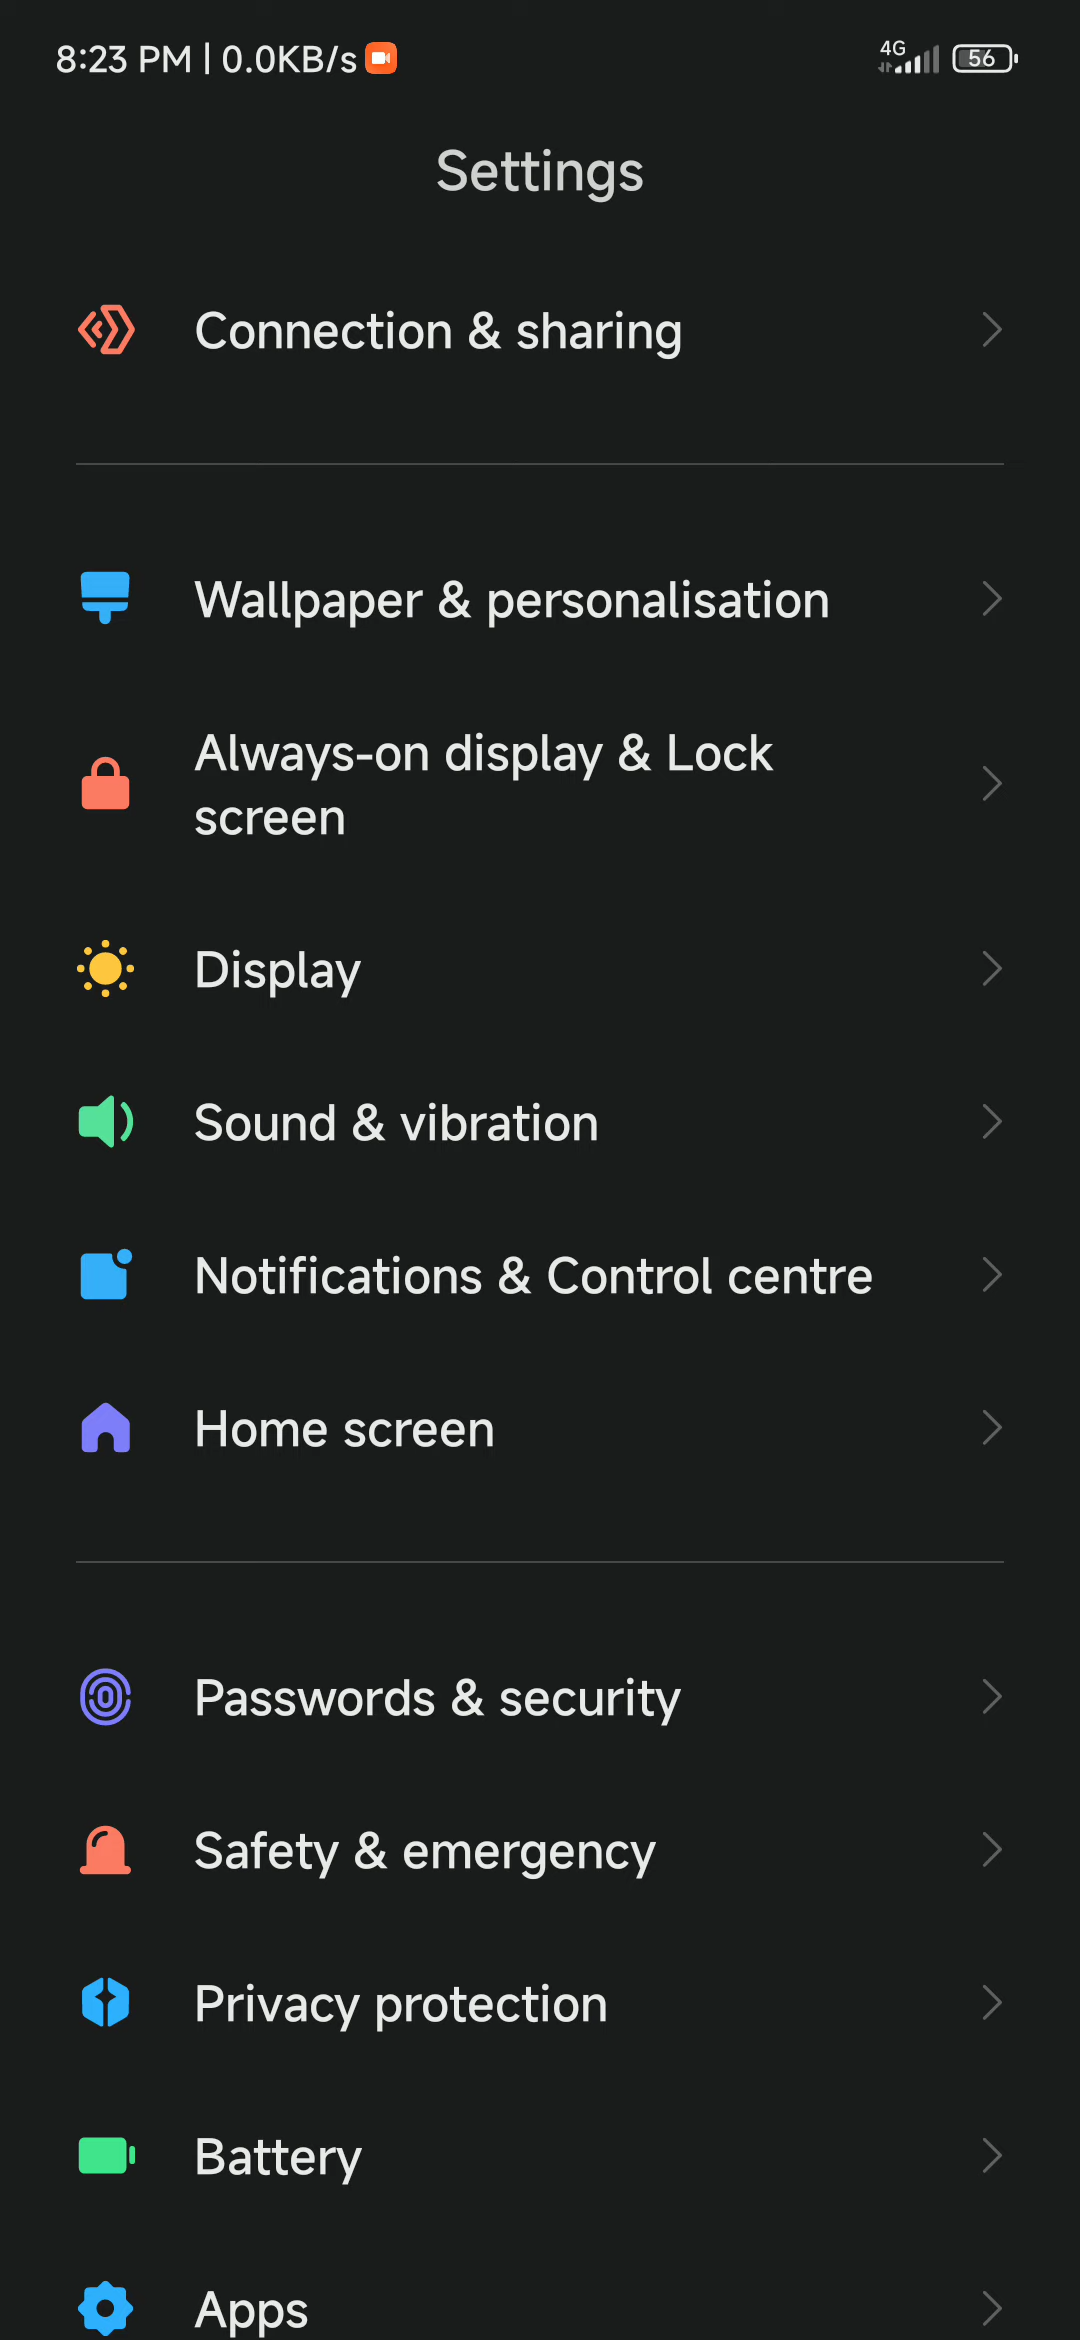 8:23 PM | 0.0KB/s 4G 56
Settings
Connection & sharing
Wallpaper & personalisation
Always-on display & Lock
screen
Display
Sound & vibration
Notifications & Control centre
Home screen
Passwords & security
Safety & emergency
Privacy protection
Battery
Apps